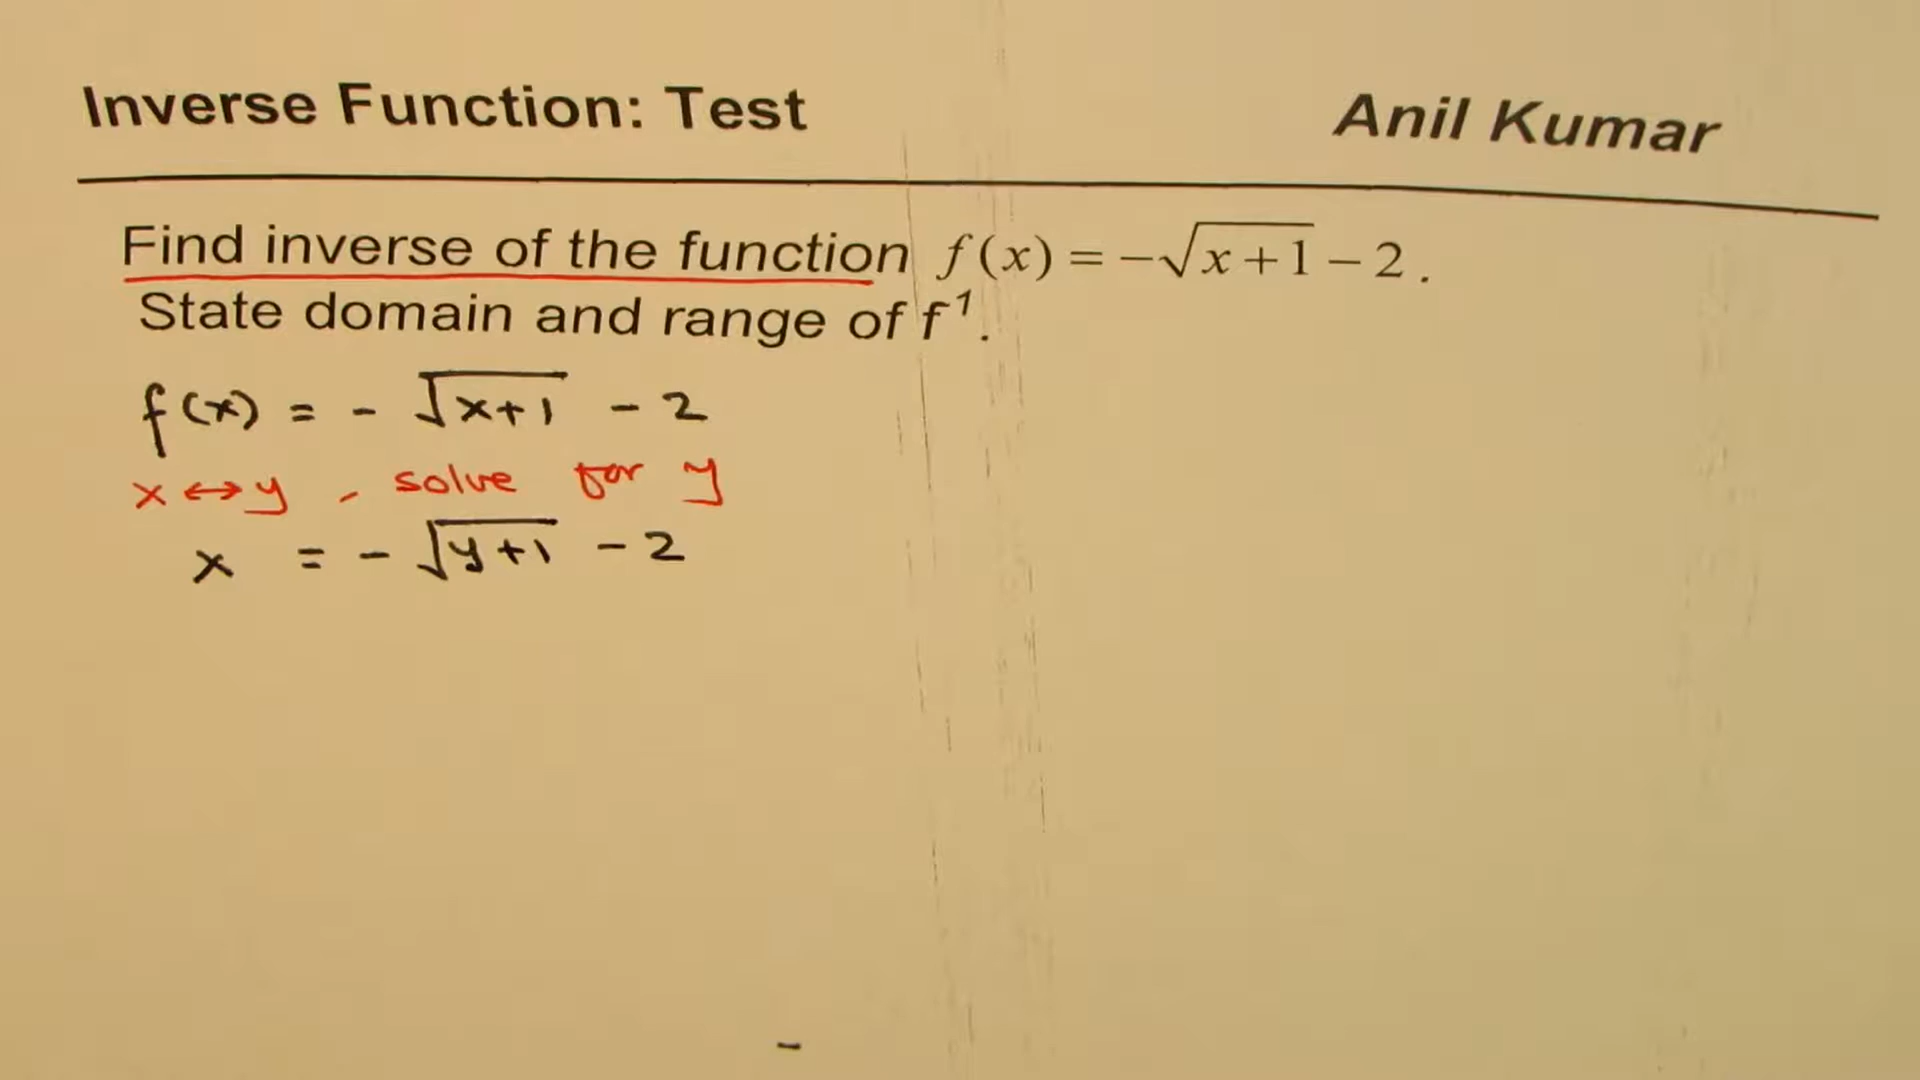 Inverse Function: Test
Anil Kumar
Find inverse of the function f(x) = −√(x+1) − 2 .
State domain and range of f¹.
f(x) = - √(x+1) - 2
x ↔ y , solve for y
x = - √(y+1) - 2